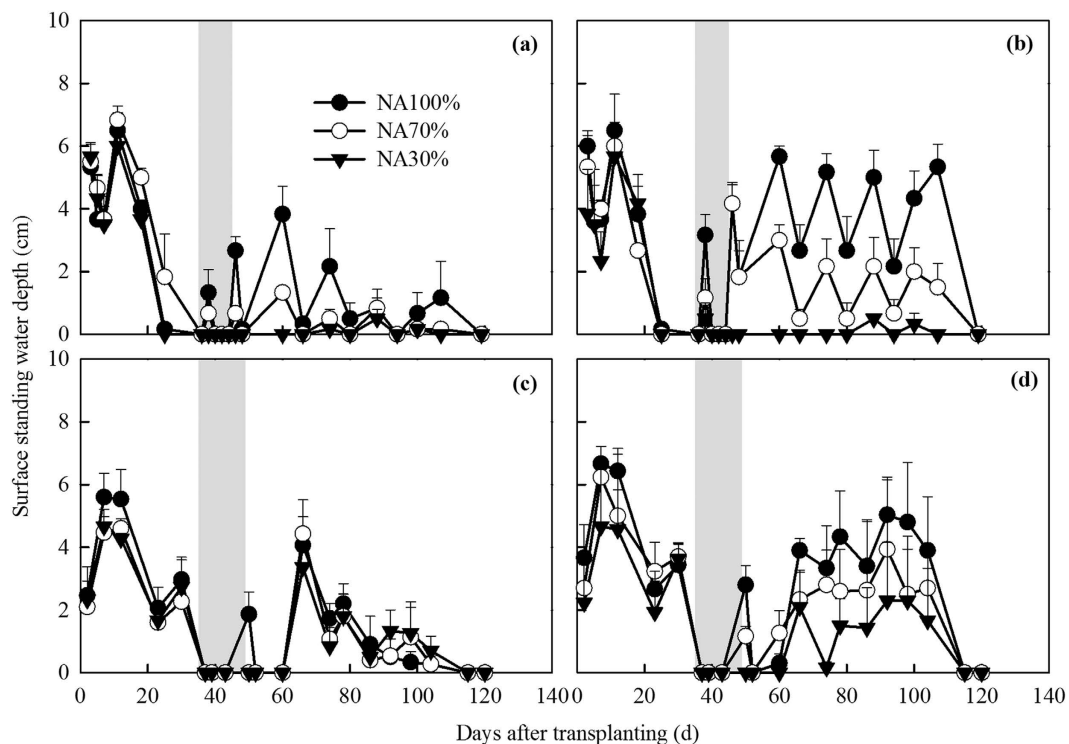 10 (a) (b)
8 NA100%
NA70%
6 NA30%
4
2
0
10 (c) (d)
8
6
4
2
0
0 20 40 60 80 100 120 140 0 20 40 60 80 100 120 140
Surface standing water depth (cm)
Days after transplanting (d)